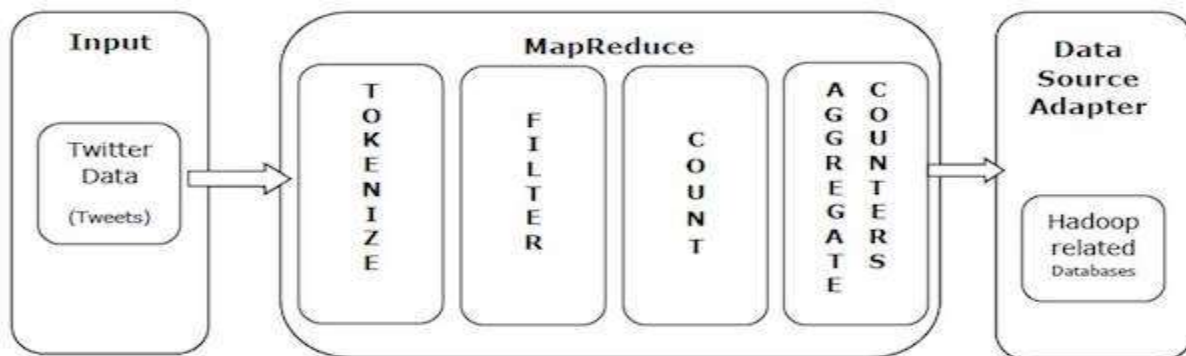 Input
Twitter
Data
(Tweets)
MapReduce
TOKENIZE
FILTER
COUNT
AGGREGATE
COUNTERS
Data
Source
Adapter
Hadoop
related
Databases